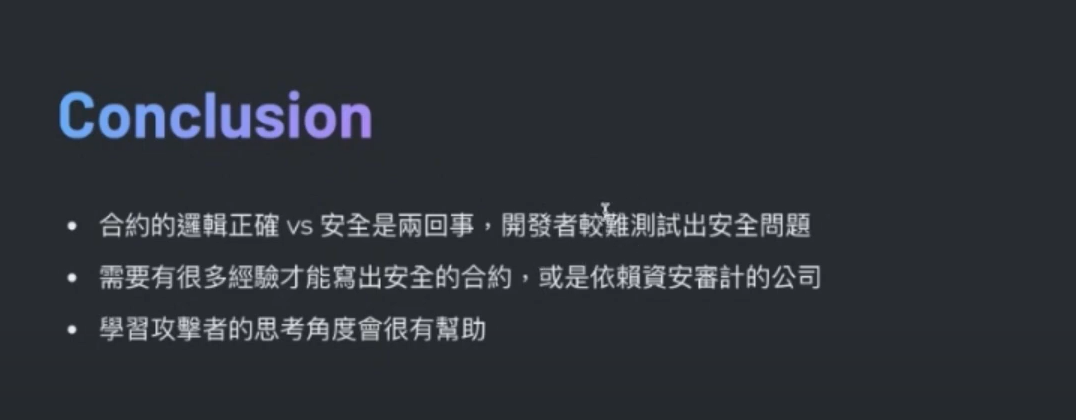 Conclusion
• 合約的邏輯正確 vs 安全是兩回事，開發者較難測試出安全問題
• 需要有很多經驗才能寫出安全的合約，或是依賴資安審計的公司
• 學習攻擊者的思考角度會很有幫助